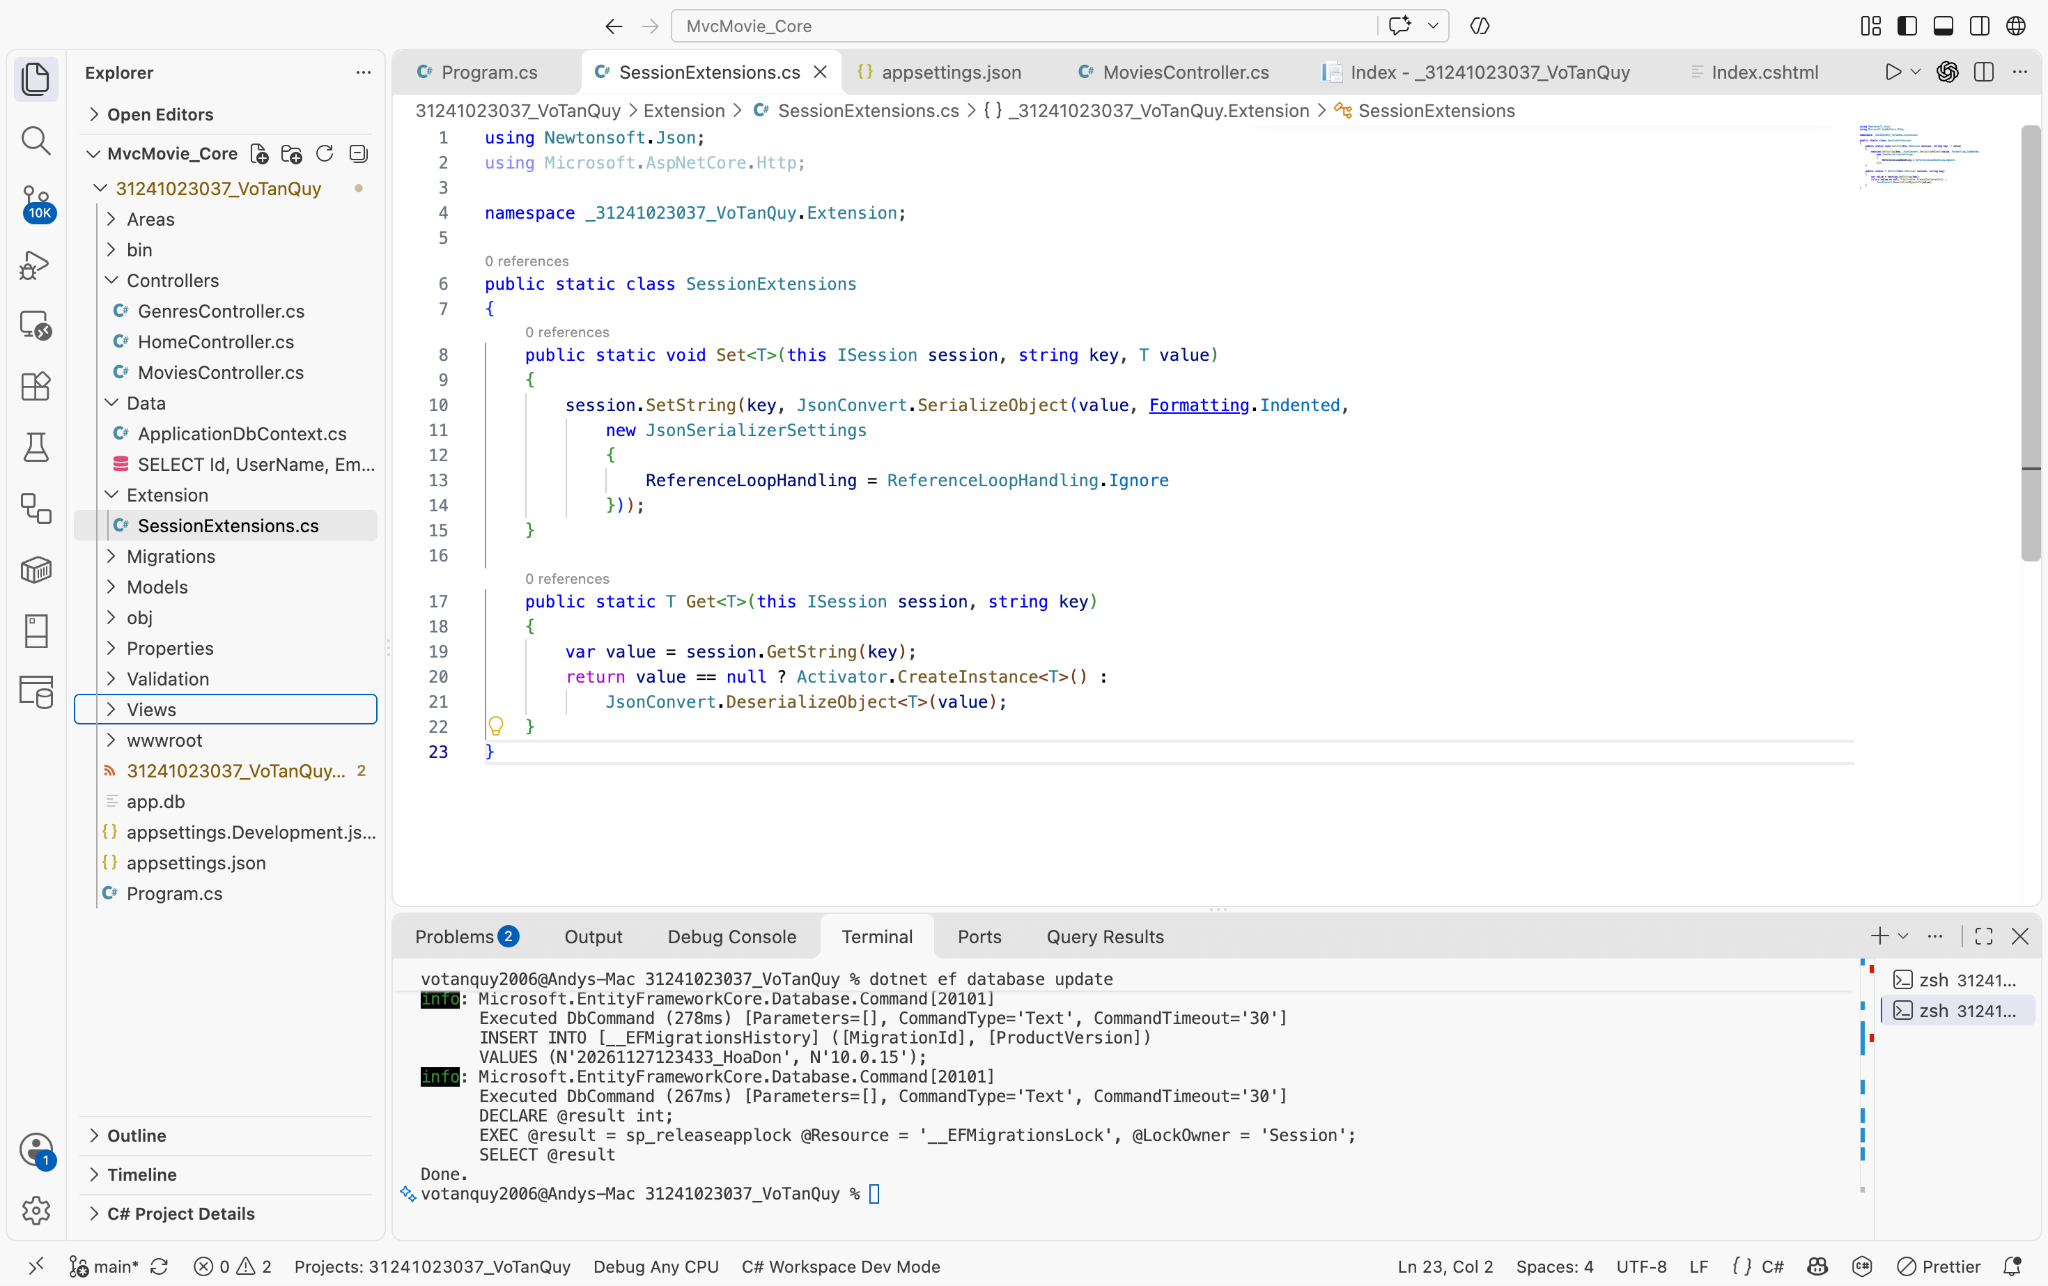 MvcMovie_Core
Explorer
Open Editors
MvcMovie_Core
31241023037_VoTanQuy
Areas
bin
Controllers
GenresController.cs
HomeController.cs
MoviesController.cs
Data
ApplicationDbContext.cs
SELECT Id, UserName, Em...
Extension
SessionExtensions.cs
Migrations
Models
obj
Properties
Validation
Views
wwwroot
31241023037_VoTanQuy... 2
app.db
appsettings.Development.js...
appsettings.json
Program.cs
Outline
Timeline
C# Project Details
10K
1
Program.cs SessionExtensions.cs appsettings.json MoviesController.cs Index - _31241023037_VoTanQuy Index.cshtml
31241023037_VoTanQuy > Extension > SessionExtensions.cs > {} _31241023037_VoTanQuy.Extension > SessionExtensions
1 using Newtonsoft.Json;
2 using Microsoft.AspNetCore.Http;
3
4 namespace _31241023037_VoTanQuy.Extension;
5
0 references
6 public static class SessionExtensions
7 {
0 references
8 public static void Set<T>(this ISession session, string key, T value)
9 {
10 session.SetString(key, JsonConvert.SerializeObject(value, Formatting.Indented,
11 new JsonSerializerSettings
12 {
13 ReferenceLoopHandling = ReferenceLoopHandling.Ignore
14 }));
15 }
16
0 references
17 public static T Get<T>(this ISession session, string key)
18 {
19 var value = session.GetString(key);
20 return value == null ? Activator.CreateInstance<T>() :
21 JsonConvert.DeserializeObject<T>(value);
22 }
23 }
Problems 2 Output Debug Console Terminal Ports Query Results
votanquy2006@Andys-Mac 31241023037_VoTanQuy % dotnet ef database update
info: Microsoft.EntityFrameworkCore.Database.Command[20101]
Executed DbCommand (278ms) [Parameters=[], CommandType='Text', CommandTimeout='30']
INSERT INTO [__EFMigrationsHistory] ([MigrationId], [ProductVersion])
VALUES (N'20261127123433_HoaDon', N'10.0.15');
info: Microsoft.EntityFrameworkCore.Database.Command[20101]
Executed DbCommand (267ms) [Parameters=[], CommandType='Text', CommandTimeout='30']
DECLARE @result int;
EXEC @result = sp_releaseapplock @Resource = '__EFMigrationsLock', @LockOwner = 'Session';
SELECT @result
Done.
votanquy2006@Andys-Mac 31241023037_VoTanQuy %
zsh 31241...
zsh 31241...
main* 0 2 Projects: 31241023037_VoTanQuy Debug Any CPU C# Workspace Dev Mode Ln 23, Col 2 Spaces: 4 UTF-8 LF {} C# Prettier